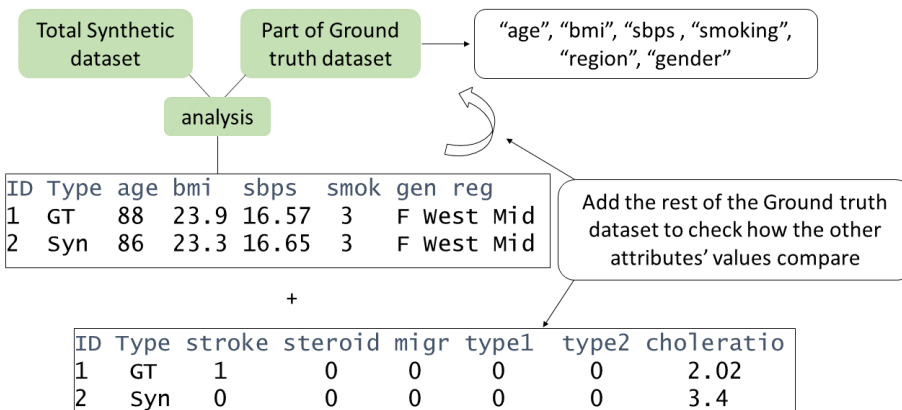 Total Synthetic
dataset
Part of Ground
truth dataset
“age”, “bmi”, “sbps , “smoking”,
“region”, “gender”
analysis
ID Type age bmi sbps smok gen reg
1 GT 88 23.9 16.57 3 F West Mid
2 Syn 86 23.3 16.65 3 F West Mid
Add the rest of the Ground truth
dataset to check how the other
attributes’ values compare
+
ID Type stroke steroid migr type1 type2 choleratio
1 GT 1 0 0 0 0 2.02
2 Syn 0 0 0 0 0 3.4